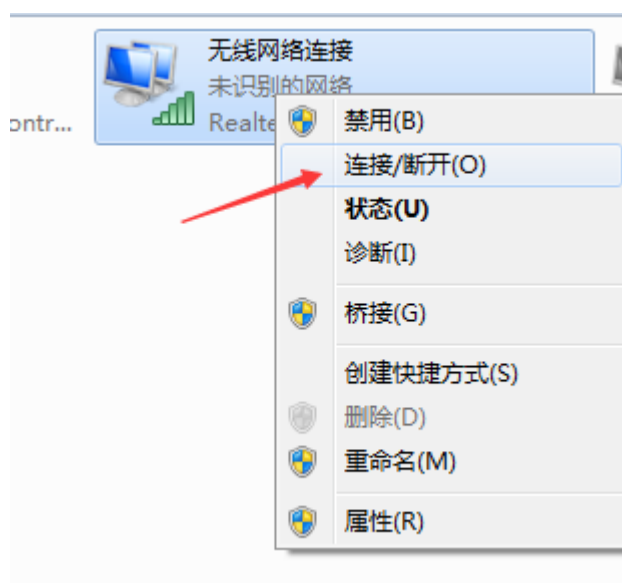 无线网络连接
未识别的网络
ontr...
Realte
禁用(B)
连接/断开(O)
状态(U)
诊断(I)
桥接(G)
创建快捷方式(S)
删除(D)
重命名(M)
属性(R)